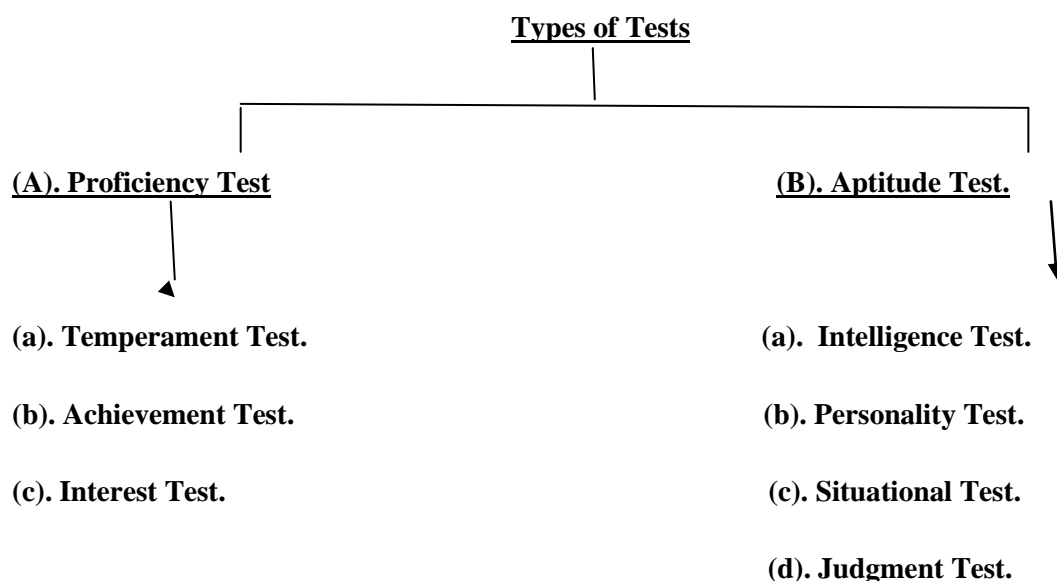 Types of Tests
(A). Proficiency Test
(B). Aptitude Test.
(a). Temperament Test.
(a). Intelligence Test.
(b). Achievement Test.
(b). Personality Test.
(c). Interest Test.
(c). Situational Test.
(d). Judgment Test.